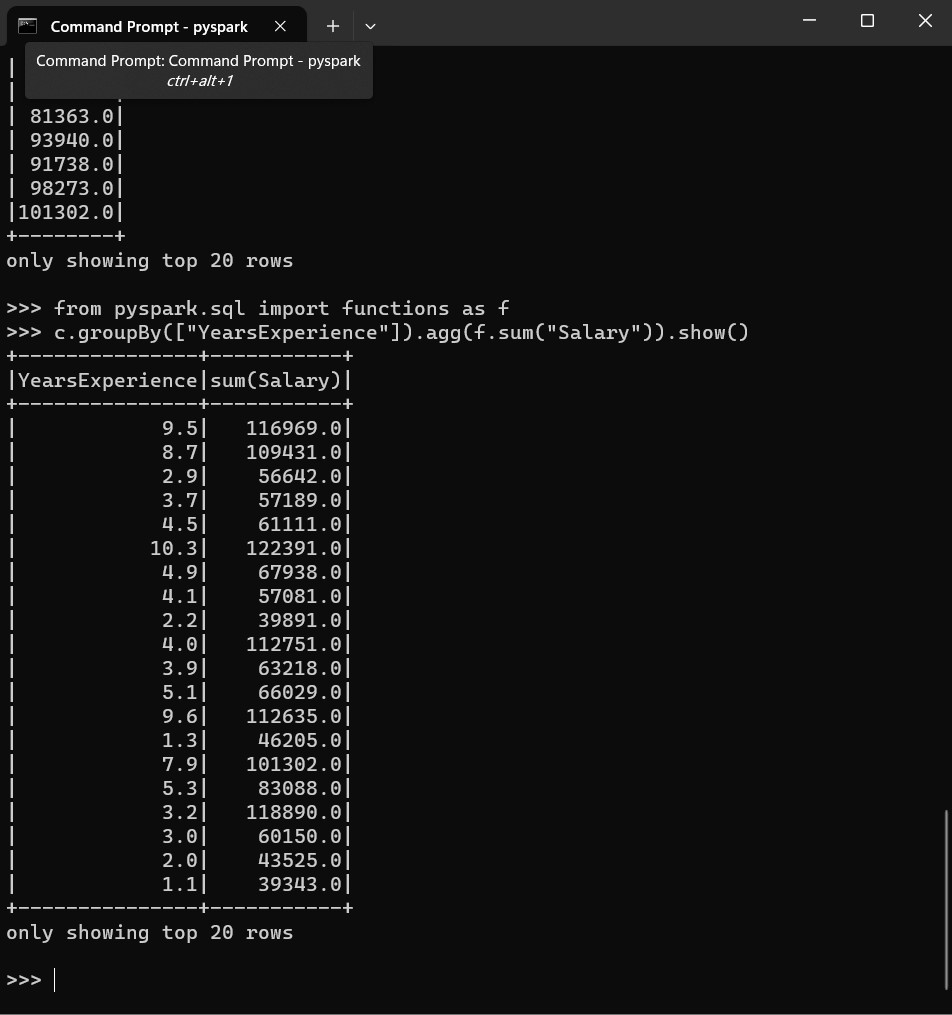 Command Prompt - pyspark
Command Prompt: Command Prompt - pyspark
ctrl+alt+1
|
|        |
| 81363.0|
| 93940.0|
| 91738.0|
| 98273.0|
|101302.0|
+--------+
only showing top 20 rows
>>> from pyspark.sql import functions as f
>>> c.groupBy(["YearsExperience"]).agg(f.sum("Salary")).show()
+---------------+-----------+
|YearsExperience|sum(Salary)|
+---------------+-----------+
|            9.5|   116969.0|
|            8.7|   109431.0|
|            2.9|    56642.0|
|            3.7|    57189.0|
|            4.5|    61111.0|
|           10.3|   122391.0|
|            4.9|    67938.0|
|            4.1|    57081.0|
|            2.2|    39891.0|
|            4.0|   112751.0|
|            3.9|    63218.0|
|            5.1|    66029.0|
|            9.6|   112635.0|
|            1.3|    46205.0|
|            7.9|   101302.0|
|            5.3|    83088.0|
|            3.2|   118890.0|
|            3.0|    60150.0|
|            2.0|    43525.0|
|            1.1|    39343.0|
+---------------+-----------+
only showing top 20 rows
>>>